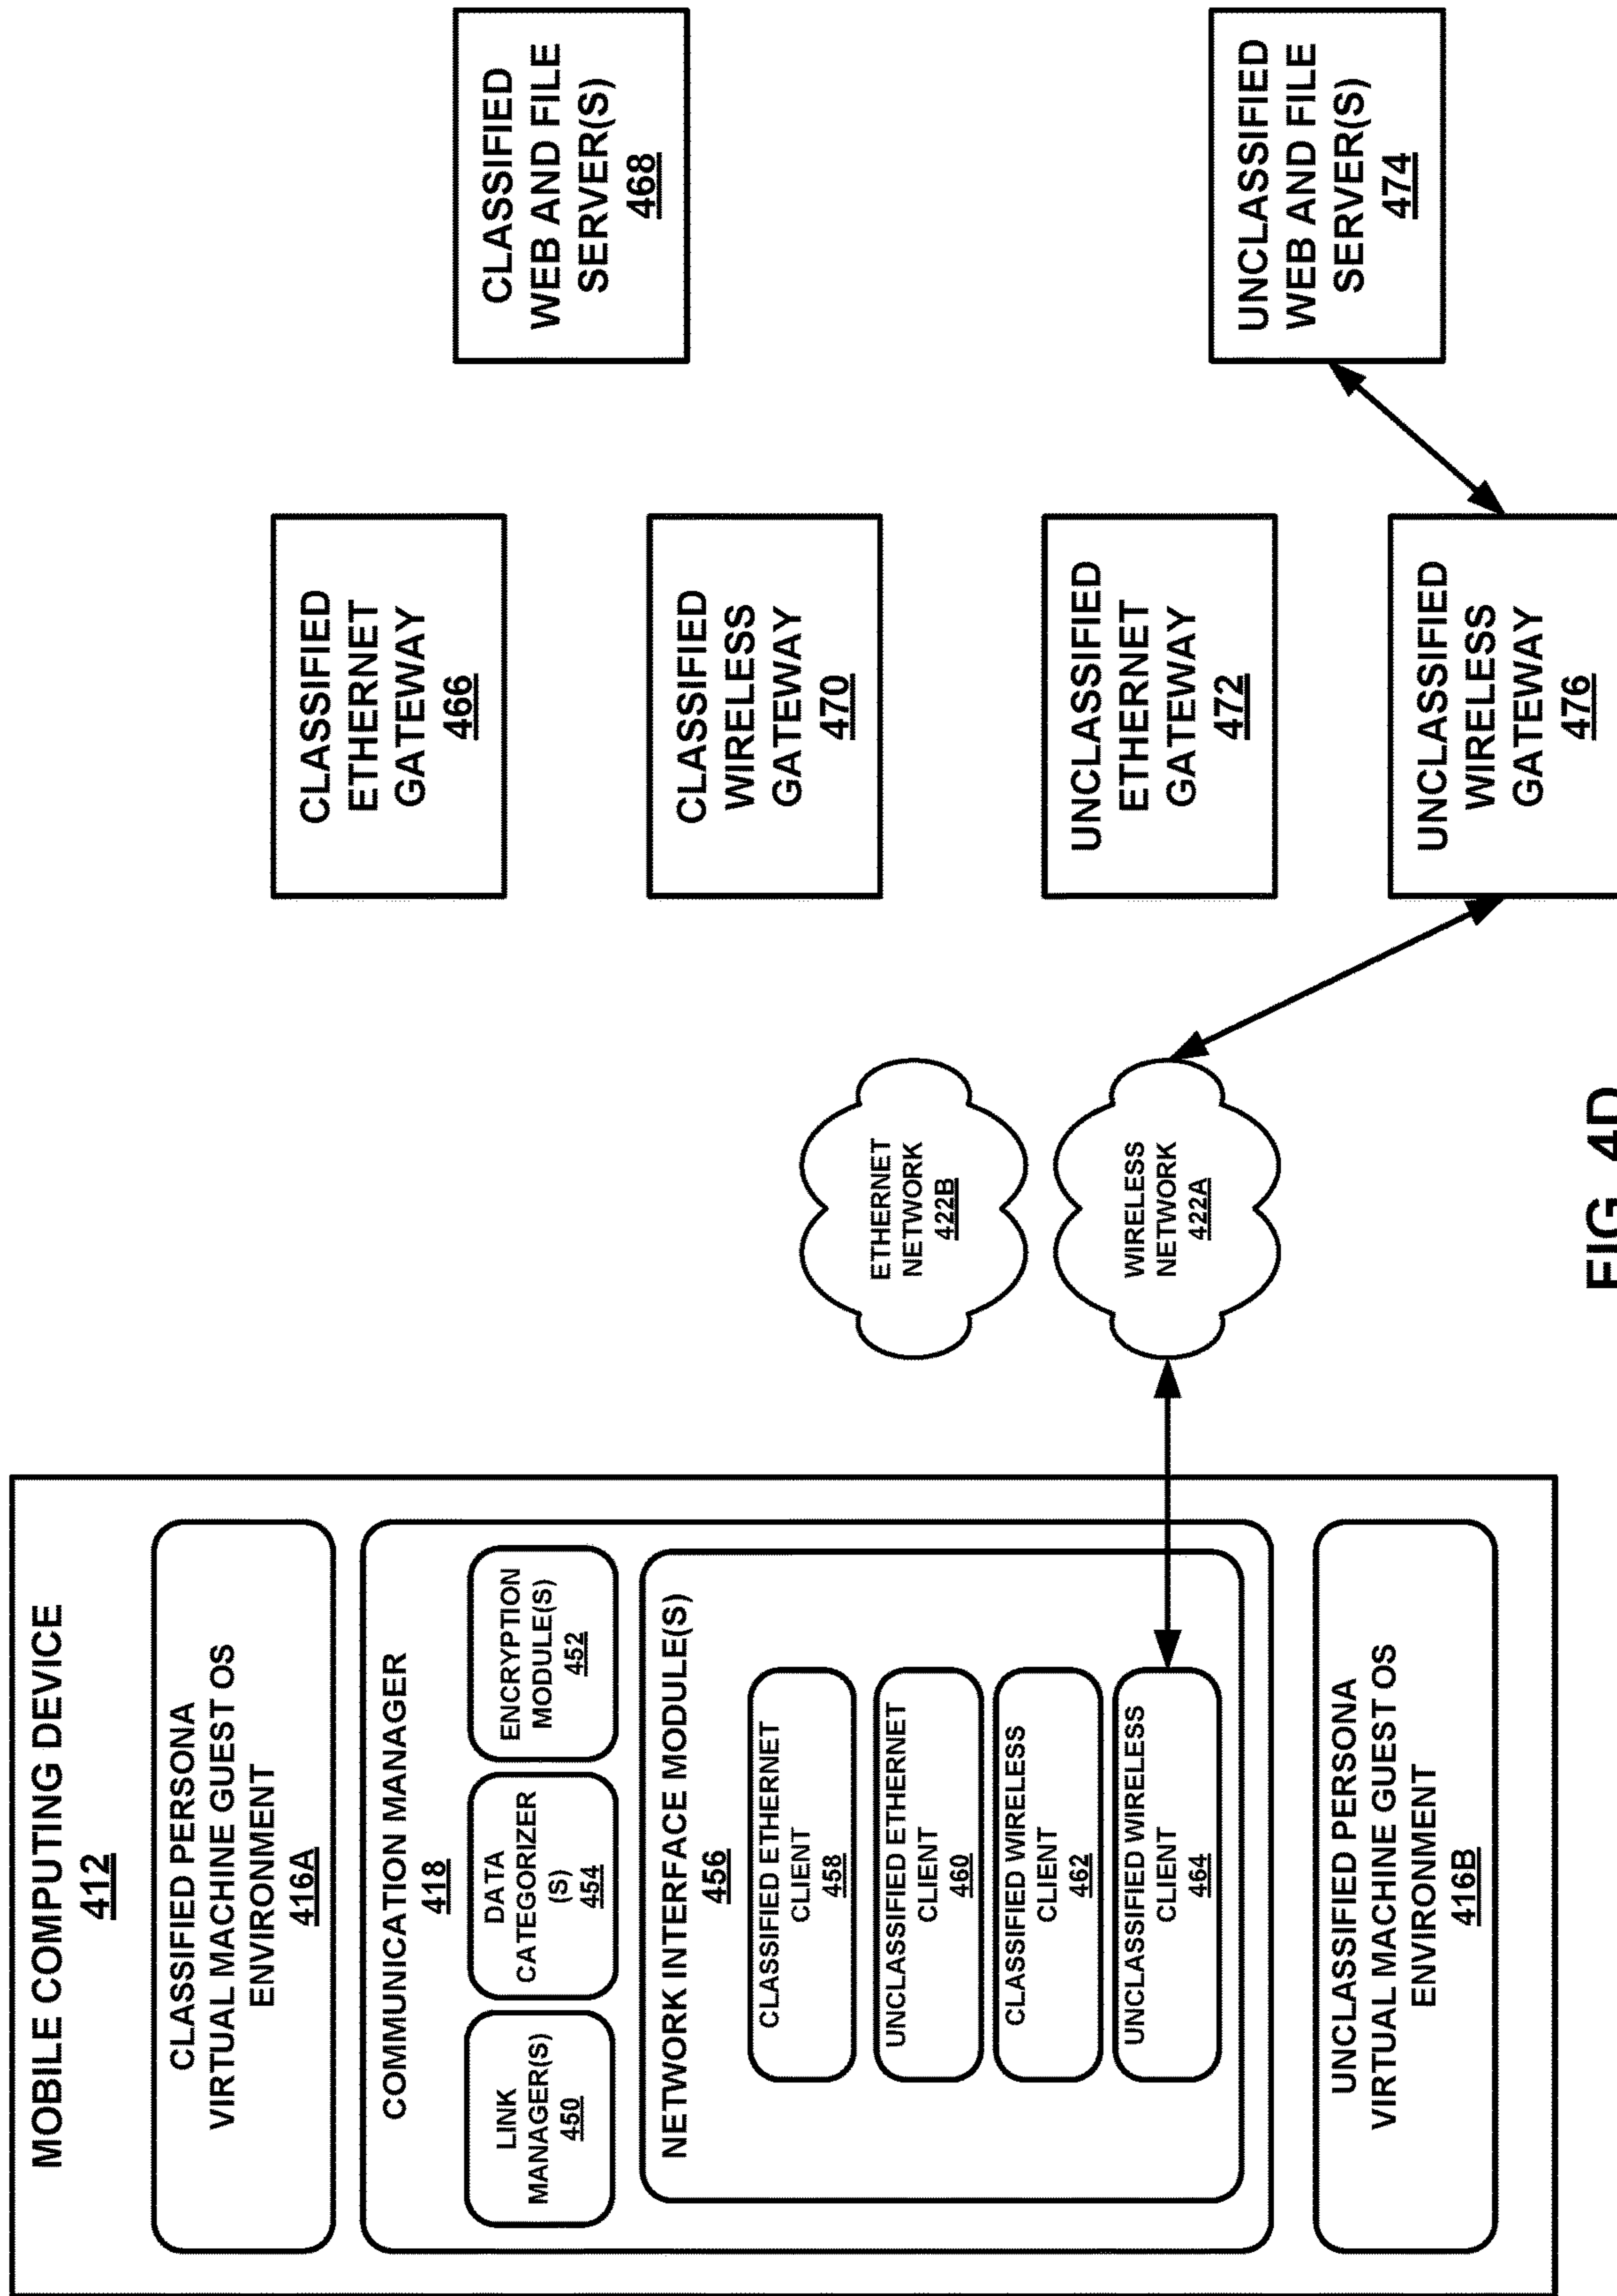 MOBILE COMPUTING DEVICE
412
CLASSIFIED PERSONA
VIRTUAL MACHINE GUEST OS
ENVIRONMENT
416A
COMMUNICATION MANAGER
418
LINK
MANAGER(S)
450
DATA
CATEGORIZER
(S)
454
ENCRYPTION
MODULE(S)
452
NETWORK INTERFACE MODULE(S)
456
CLASSIFIED ETHERNET
CLIENT
458
UNCLASSIFIED ETHERNET
CLIENT
460
CLASSIFIED WIRELESS
CLIENT
462
UNCLASSIFIED WIRELESS
CLIENT
464
UNCLASSIFIED PERSONA
VIRTUAL MACHINE GUEST OS
ENVIRONMENT
416B
ETHERNET
NETWORK
422B
WIRELESS
NETWORK
422A
CLASSIFIED
ETHERNET
GATEWAY
466
CLASSIFIED
WIRELESS
GATEWAY
470
UNCLASSIFIED
ETHERNET
GATEWAY
472
UNCLASSIFIED
WIRELESS
GATEWAY
476
CLASSIFIED
WEB AND FILE
SERVER(S)
468
UNCLASSIFIED
WEB AND FILE
SERVER(S)
474
FIG. 4D